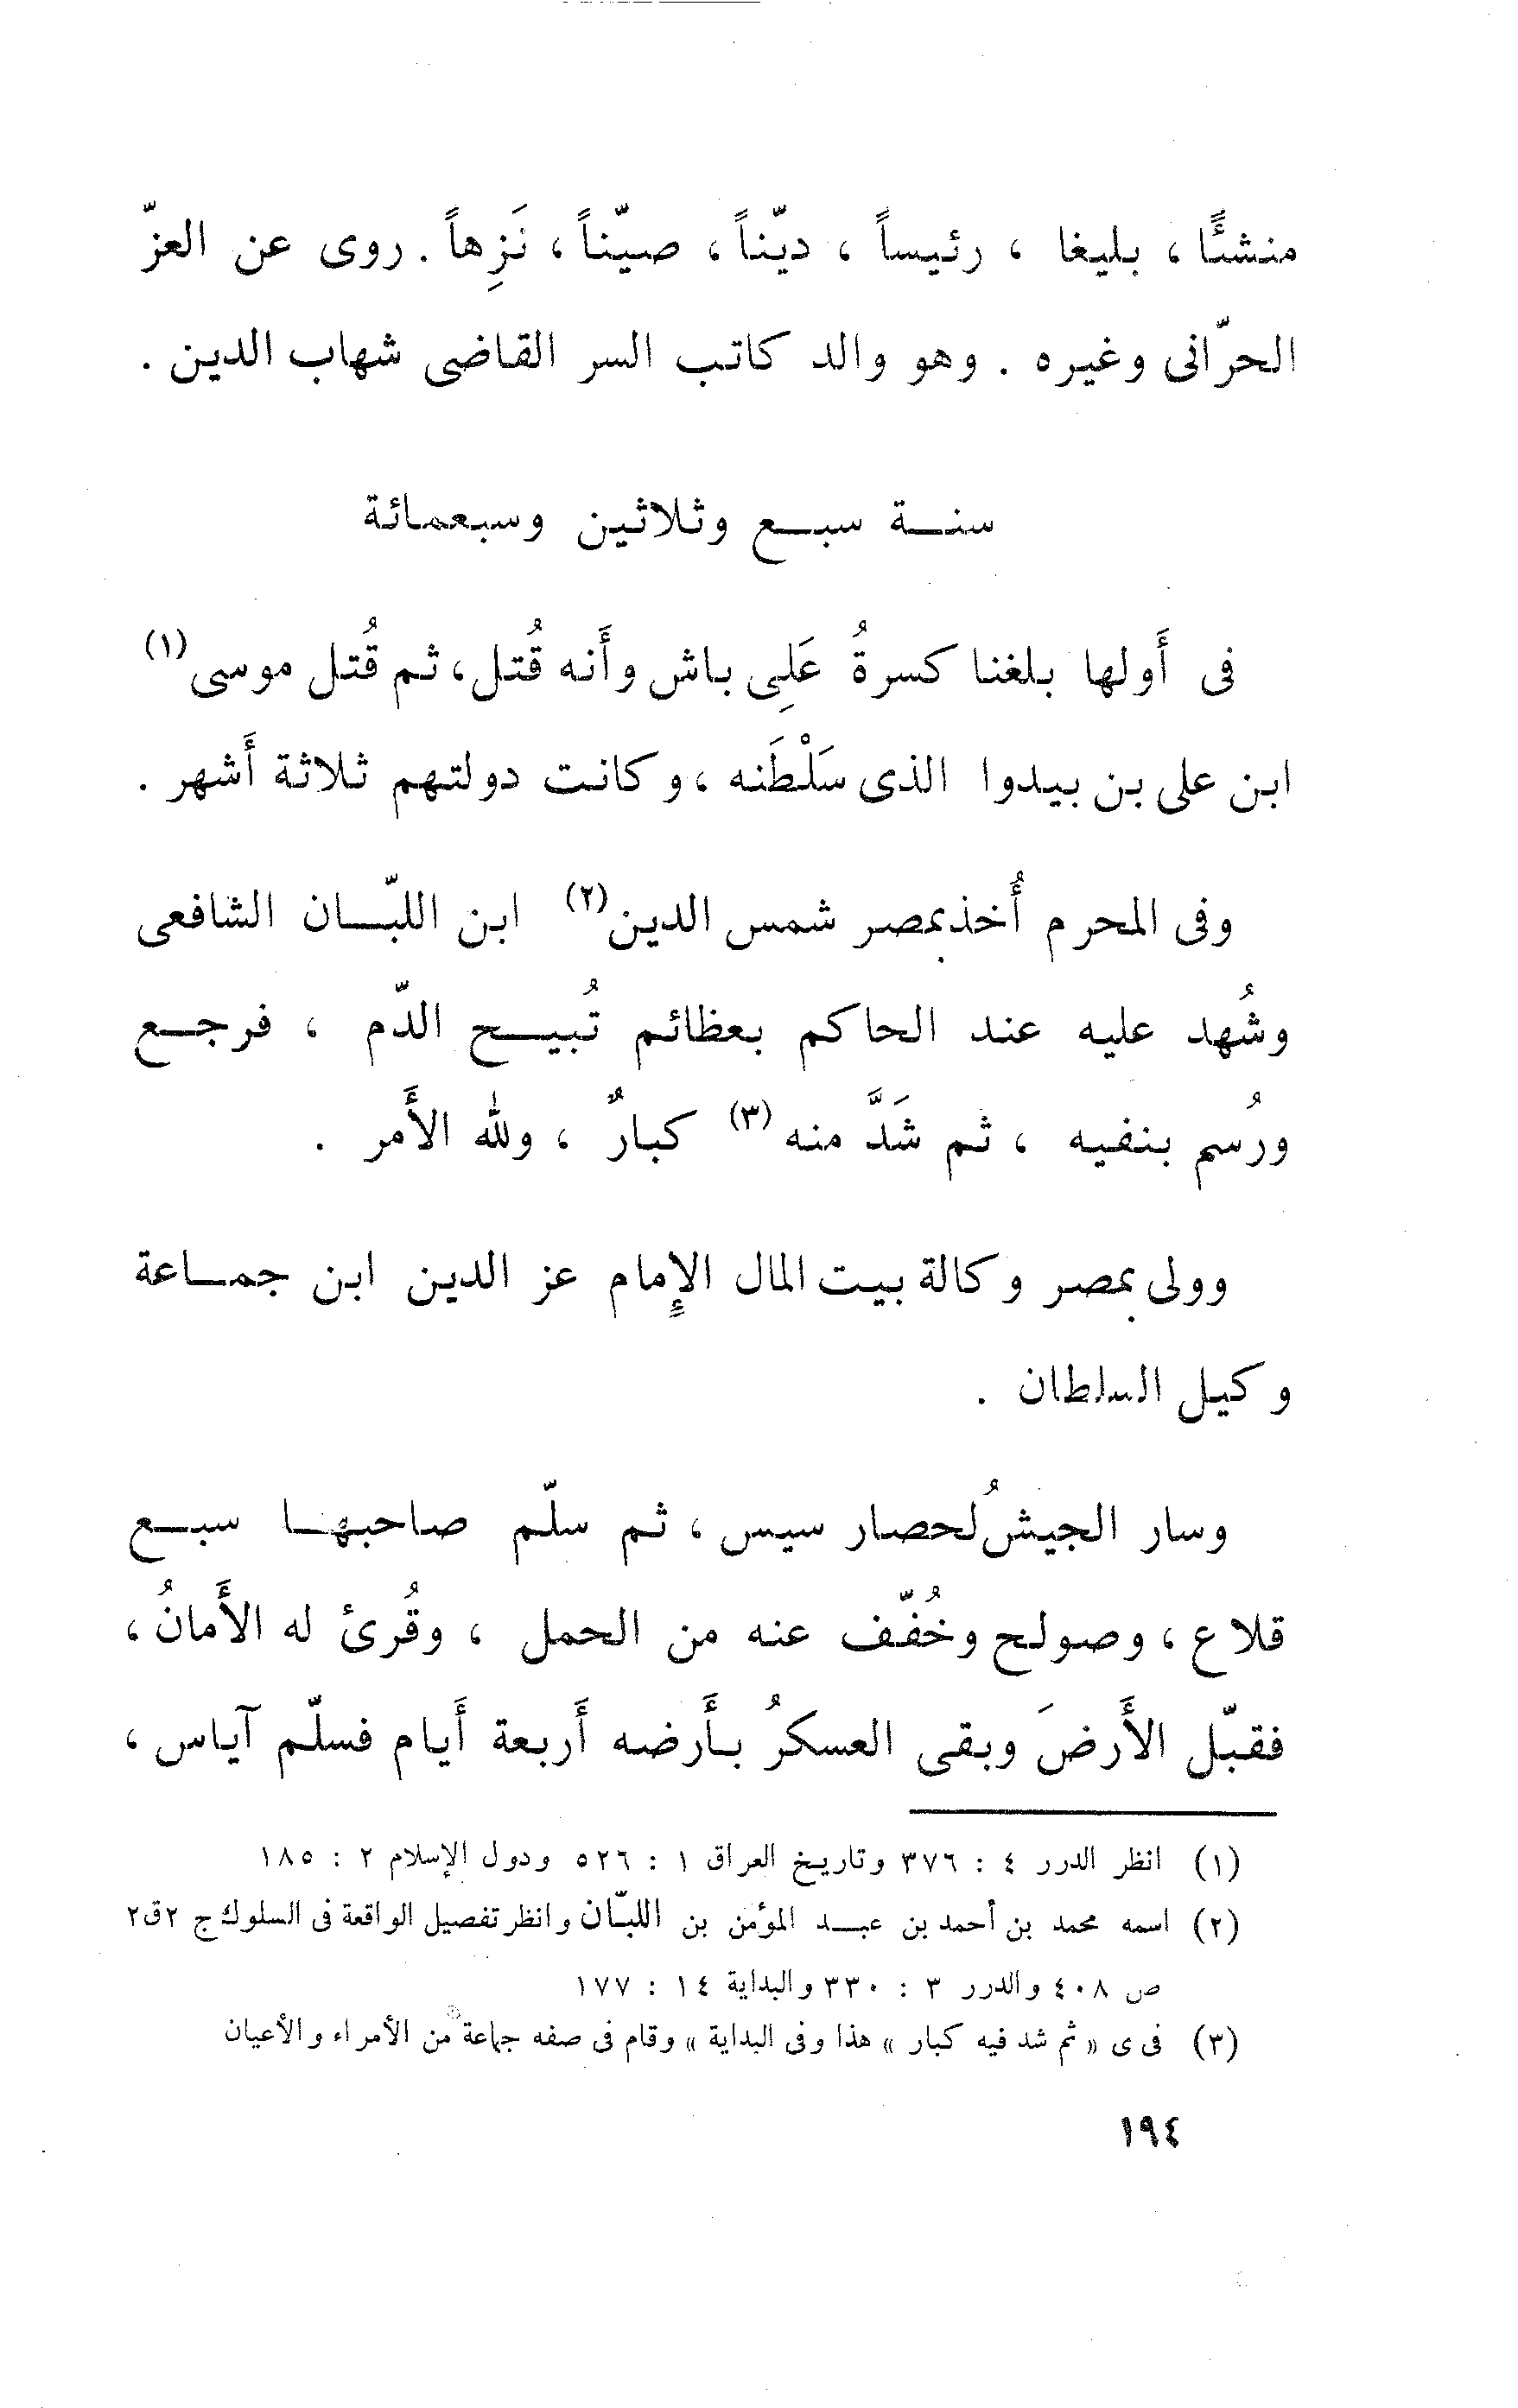 منشئًا ، بليغا ، رئيساً ، ديّناً ، صيّناً ، نَزِهاً . روى عن العزّ
الحرّانى وغيره . وهو والد كاتب السر القاضى شهاب الدين .
سنة سبع وثلاثين وسبعمائة
فى أولها بلغنا كسرةُ عَلِى باش وأَنه قُتل ، ثم قُتل موسى (١)
ابن على بن بيدوا الذى سَلْطَنه ، وكانت دولتهم ثلاثة أَشهر .
وفى المحرم أُخذ بمصر شمس الدين (٢) ابن اللبّان الشافعى
وشُهد عليه عند الحاكم بعظائم تُبيح الدّم ، فرجع
ورُسم بنفيه ، ثم شَدَّ منه (٣) كبارٌ ، ولله الأَمر .
وولى بمصر وكالة بيت المال الإِمام عز الدين ابن جماعة
وكيل السلطان .
وسار الجيشُ لحصار سيس ، ثم سلّم صاحبها سبع
قلاع ، وصولح وخُفّف عنه من الحمل ، وقُرئ له الأَمانُ ،
فقبّل الأَرضَ وبقى العسكرُ بأَرضه أَربعة أَيام فسلّم آياس ،
(١) انظر الدرر ٤ : ٣٧٦ وتاريخ العراق ١ : ٥٢٦ ودول الإسلام ٢ : ١٨٥
(٢) اسمه محمد بن أحمد بن عبد المؤمن بن اللبّان وانظر تفصيل الواقعة فى السلوك ج ٢ق٢
ص ٤٠٨ والدرر ٣ : ٣٣٠ والبداية ١٤ : ١٧٧
(٣) فى ى « ثم شد فيه كبار » هذا وفى البداية » وقام فى صفه جماعة من الأمراء والأعيان
١٩٤